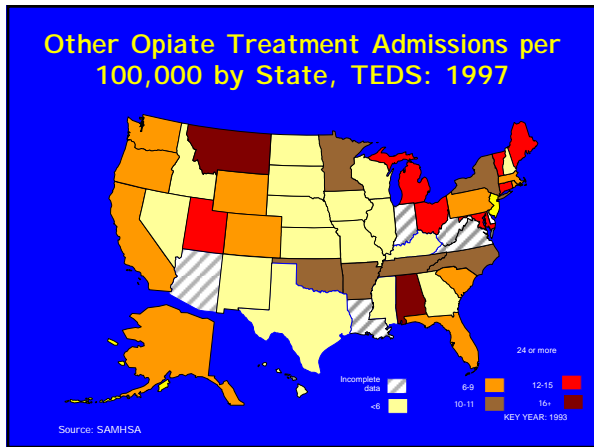 Other Opiate Treatment Admissions per
100,000 by State, TEDS: 1997
24 or more
Incomplete
data
6-9
12-15
<6
10-11
16+
KEY YEAR: 1993
Source: SAMHSA